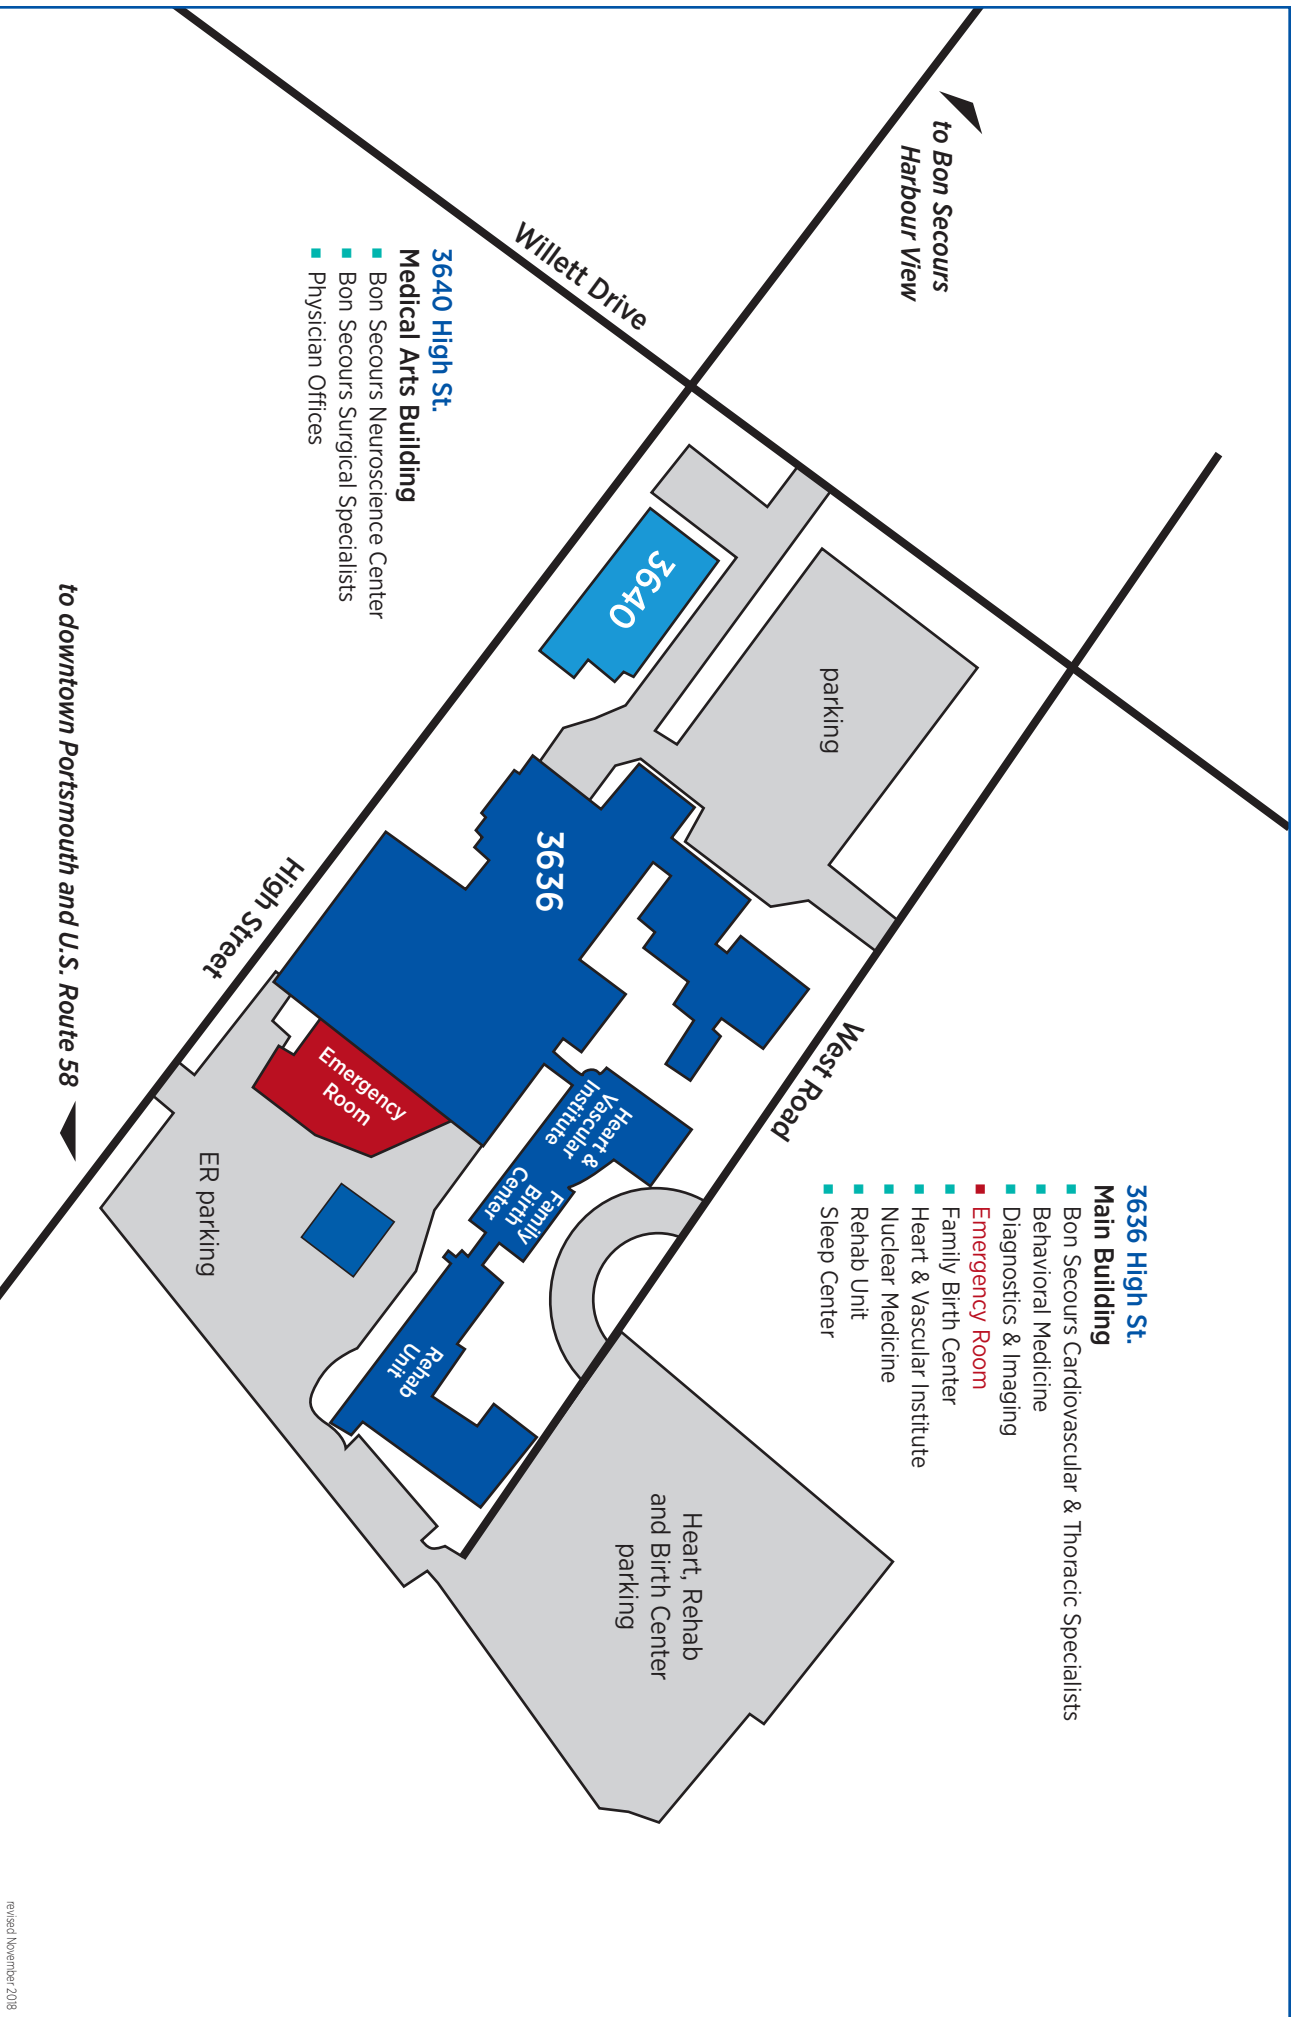 to Bon Secours
Harbour View
Willett Drive
3640 High St.
Medical Arts Building
Bon Secours Neuroscience Center
Bon Secours Surgical Specialists
Physician Offices
3640
parking
3636
High Street
to downtown Portsmouth and U.S. Route 58
West Road
Emergency
Room
ER parking
Heart &
Vascular
Institute
Family
Birth
Center
Rehab
Unit
3636 High St.
Main Building
Bon Secours Cardiovascular & Thoracic Specialists
Behavioral Medicine
Diagnostics & Imaging
Emergency Room
Family Birth Center
Heart & Vascular Institute
Nuclear Medicine
Rehab Unit
Sleep Center
Heart, Rehab
and Birth Center
parking
revised November 2018